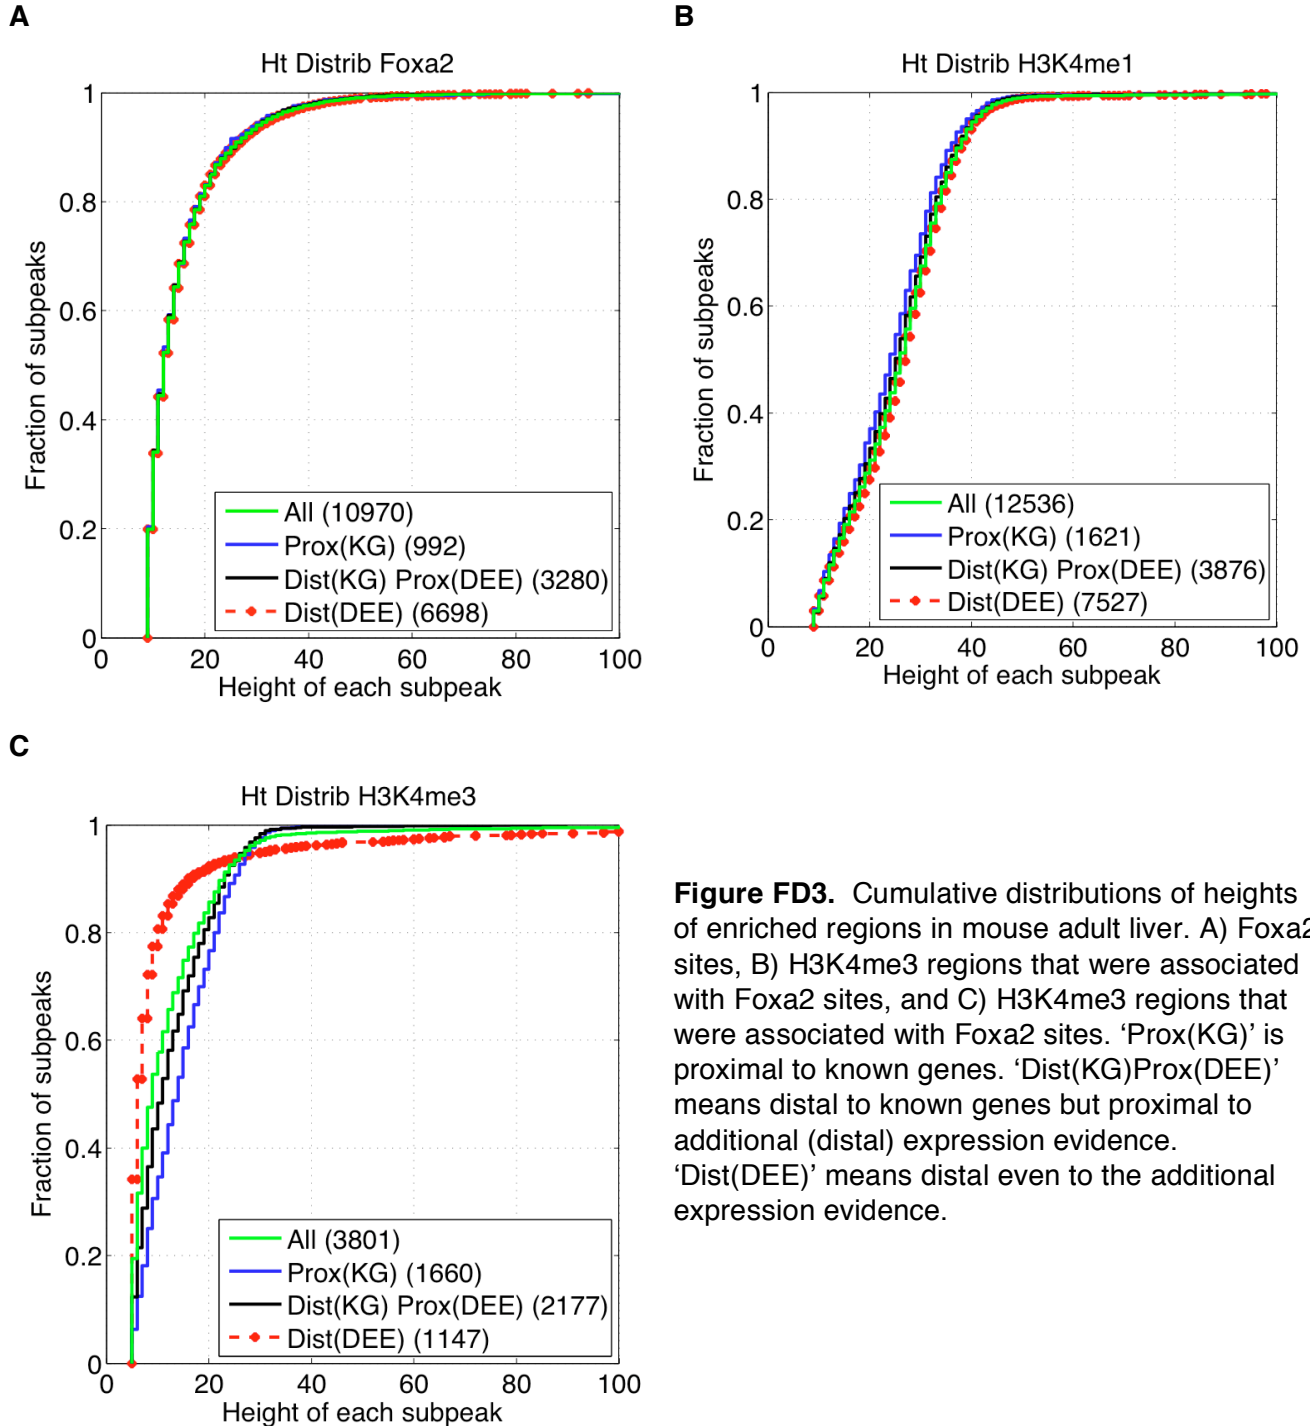 A
Ht Distrib Foxa2
1
0.8
0.6
0.4
0.2
0
0 20 40 60 80 100
Fraction of subpeaks
Height of each subpeak
All (10970)
Prox(KG) (992)
Dist(KG) Prox(DEE) (3280)
Dist(DEE) (6698)
B
Ht Distrib H3K4me1
1
0.8
0.6
0.4
0.2
0
0 20 40 60 80 100
Fraction of subpeaks
Height of each subpeak
All (12536)
Prox(KG) (1621)
Dist(KG) Prox(DEE) (3876)
Dist(DEE) (7527)
C
Ht Distrib H3K4me3
1
0.8
0.6
0.4
0.2
0
0 20 40 60 80 100
Fraction of subpeaks
Height of each subpeak
All (3801)
Prox(KG) (1660)
Dist(KG) Prox(DEE) (2177)
Dist(DEE) (1147)
Figure FD3. Cumulative distributions of heights
of enriched regions in mouse adult liver. A) Foxa2
sites, B) H3K4me3 regions that were associated
with Foxa2 sites, and C) H3K4me3 regions that
were associated with Foxa2 sites. ‘Prox(KG)’ is
proximal to known genes. ‘Dist(KG)Prox(DEE)’
means distal to known genes but proximal to
additional (distal) expression evidence.
‘Dist(DEE)’ means distal even to the additional
expression evidence.